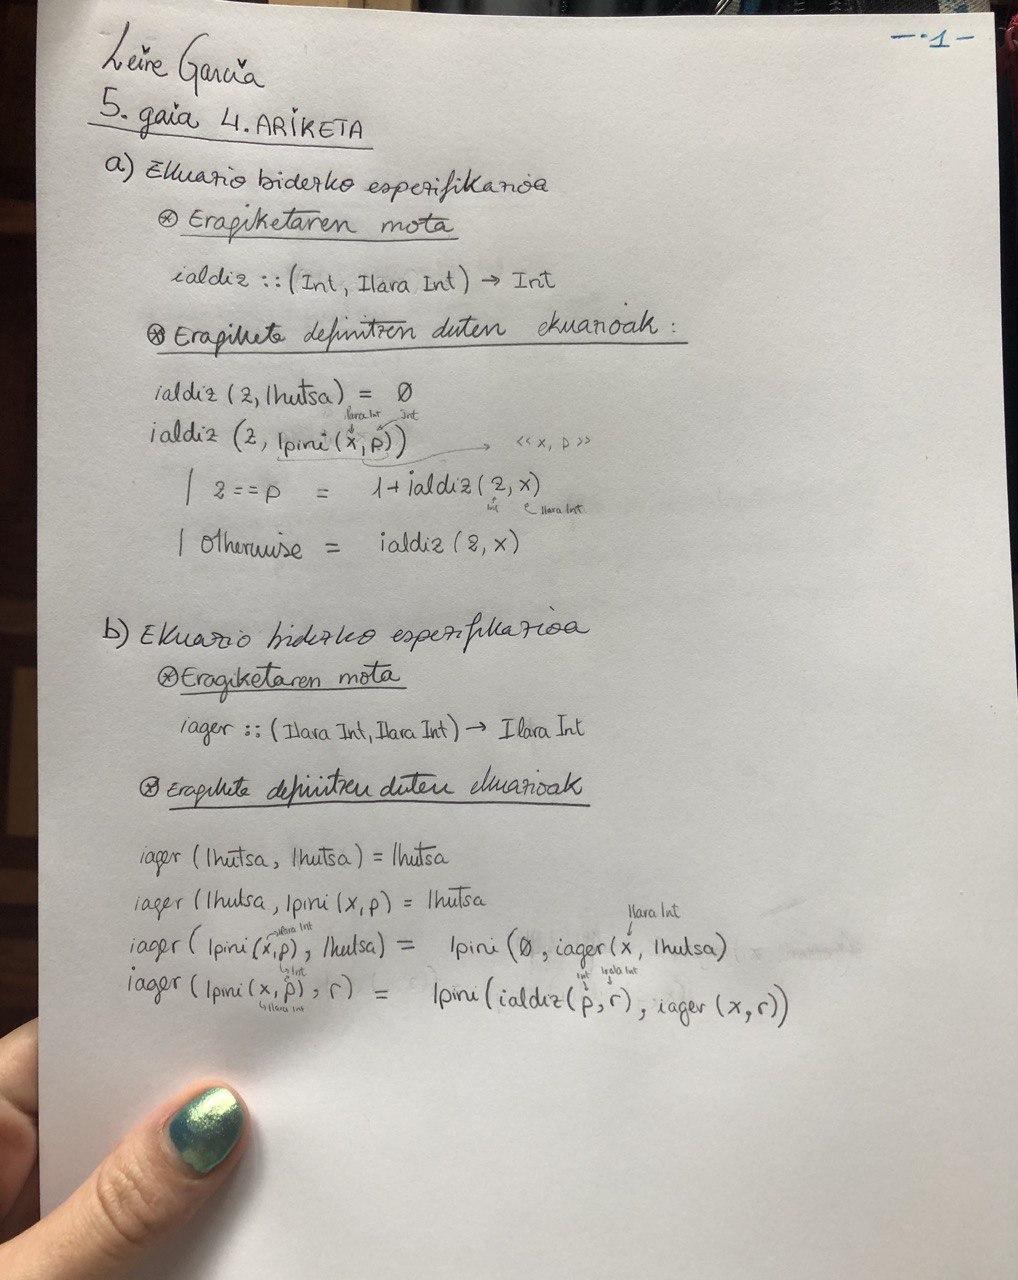 -·1-
Leire Garcia
5. gaia 4. ARIKETA
a) Ekuazio bidezko espezifikazioa
⊛ Eragiketaren mota
ialdiz :: (Int, Ilara Int) → Int
⊛ Eragiketa definitzen duten ekuazioak :
ialdiz (z, Ihutsa) = 0
Ilara Int Int
ialdiz (z, Ipini (x, p)) → << x, p >>
| z == p = 1 + ialdiz (z, x)
Int Ilara Int
| otherwise = ialdiz (z, x)
b) Ekuazio bidezko espezifikazioa
⊛ Eragiketaren mota
iager :: (Ilara Int, Ilara Int) → Ilara Int
⊛ Eragiketa definitzen duten ekuazioak
iager (Ihutsa, Ihutsa) = Ihutsa
iager (Ihutsa, Ipini (x, p) = Ihutsa
Ilara Int Ilara Int
iager ( Ipini (x, p), Ihutsa) = Ipini (0, iager (x, Ihutsa)
Int Int Ilara Int
iager ( Ipini (x, p), r) = Ipini ( ialdiz (p, r), iager (x, r))
Ilara Int